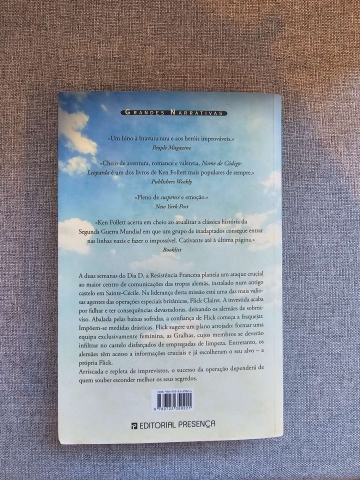 GRANDES NARRATIVAS
«Um hino à bravura rara e aos heróis improváveis.»
People Magazine
«Cheio de aventura, romance e valentia, Nome de Código
Leoparda é um dos livros de Ken Follett mais populares de sempre.»
Publishers Weekly
«Pleno de suspense e emoção.»
New York Post
«Ken Follett acerta em cheio ao atualizar a clássica história da
Segunda Guerra Mundial em que um grupo de inadaptados consegue entrar
nas linhas nazis e fazer o impossível. Cativante até à última página.»
Booklist
A duas semanas do Dia D, a Resistência Francesa planeia um ataque crucial
ao maior centro de comunicações das tropas alemãs, instalado num antigo
castelo em Sainte-Cécile. Na liderança desta missão está uma das mais valio-
sas agentes das operações especiais britânicas, Flick Clairet. A investida acaba
por falhar e ter consequências devastadoras, deixando os alemães de sobrea-
viso. Abalada pelas baixas sofridas, a confiança de Flick começa a fraquejar.
Impõem-se medidas drásticas. Flick sugere um plano arrojado: formar uma
equipa exclusivamente feminina, as Gralhas, cujos membros se deverão
infiltrar no castelo disfarçados de empregadas de limpeza. Entretanto, os
alemães têm acesso a informações cruciais e já escolheram o seu alvo – a
própria Flick.
Arriscada e repleta de imprevistos, o sucesso da operação dependerá de
quem souber esconder melhor os seus segredos.
EDITORIAL PRESENÇA